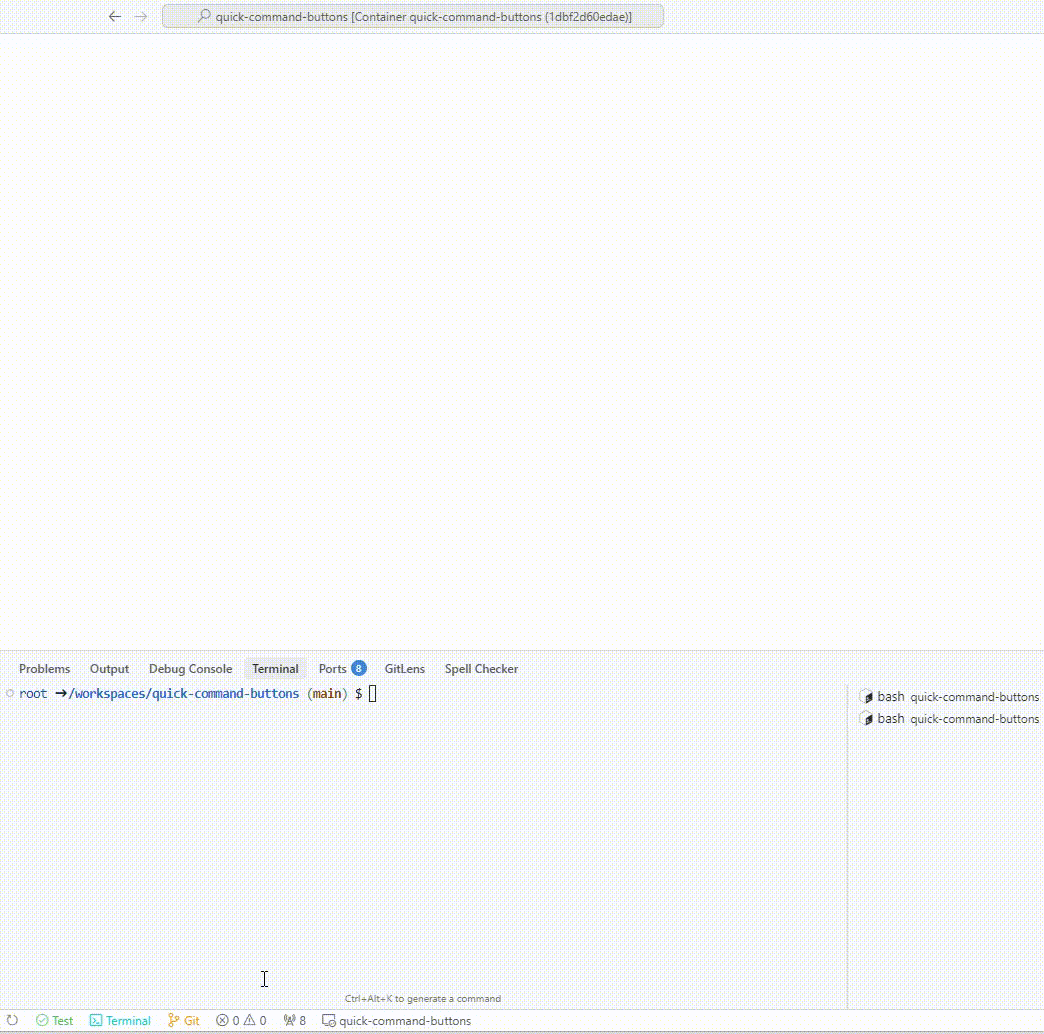 quick-command-buttons [Container quick-command-buttons (1dbf2d60edae)]
Problems Output Debug Console Terminal Ports 8 GitLens Spell Checker
root ➜/workspaces/quick-command-buttons (main) $
bash quick-command-buttons
bash quick-command-buttons
Ctrl+Alt+K to generate a command
Test Terminal Git 0 0 8 quick-command-buttons